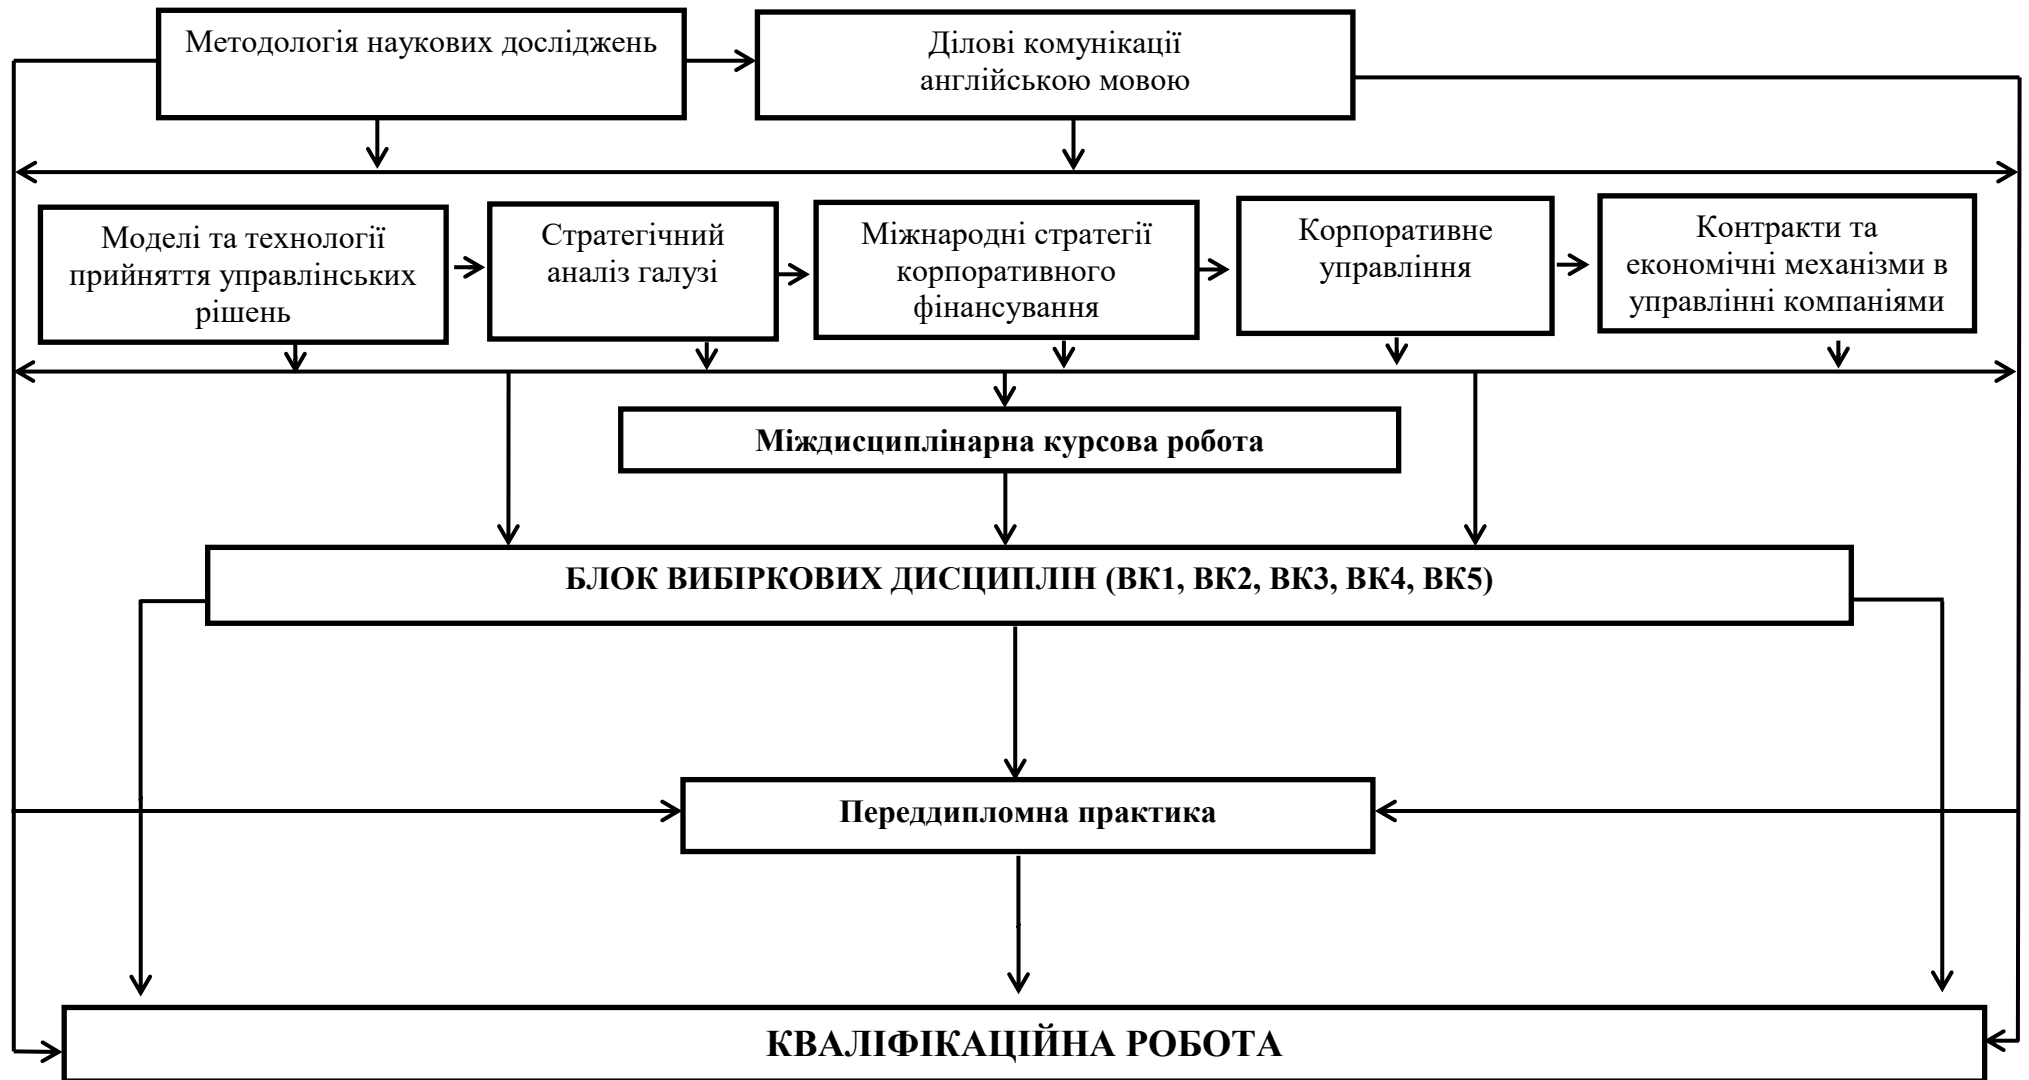 Методологія наукових досліджень
Ділові комунікації
англійською мовою
Моделі та технології
прийняття управлінських
рішень
Стратегічний
аналіз галузі
Міжнародні стратегії
корпоративного
фінансування
Корпоративне
управління
Контракти та
економічні механізми в
управлінні компаніями
Міждисциплінарна курсова робота
БЛОК ВИБІРКОВИХ ДИСЦИПЛІН (ВК1, ВК2, ВК3, ВК4, ВК5)
Переддипломна практика
КВАЛІФІКАЦІЙНА РОБОТА